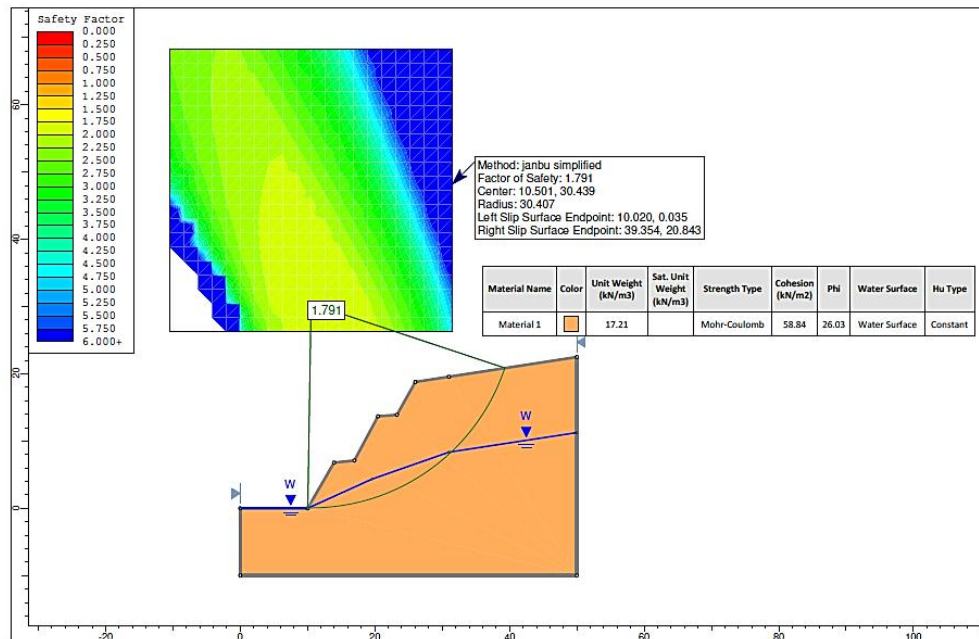 Safety Factor
0.000
0.250
0.500
0.750
1.000
1.250
1.500
1.750
2.000
2.250
2.500
2.750
3.000
3.250
3.500
3.750
4.000
4.250
4.500
4.750
5.000
5.250
5.500
5.750
6.000+
Method: janbu simplified
Factor of Safety: 1.791
Center: 10.501, 30.439
Radius: 30.407
Left Slip Surface Endpoint: 10.020, 0.035
Right Slip Surface Endpoint: 39.354, 20.843
Material Name Color Unit Weight (kN/m3) Sat. Unit Weight (kN/m3) Strength Type Cohesion (kN/m2) Phi Water Surface Hu Type
Material 1 17.21 Mohr-Coulomb 58.84 26.03 Water Surface Constant
1.791
W
W
60
40
20
0
-20 0 20 40 60 80 100